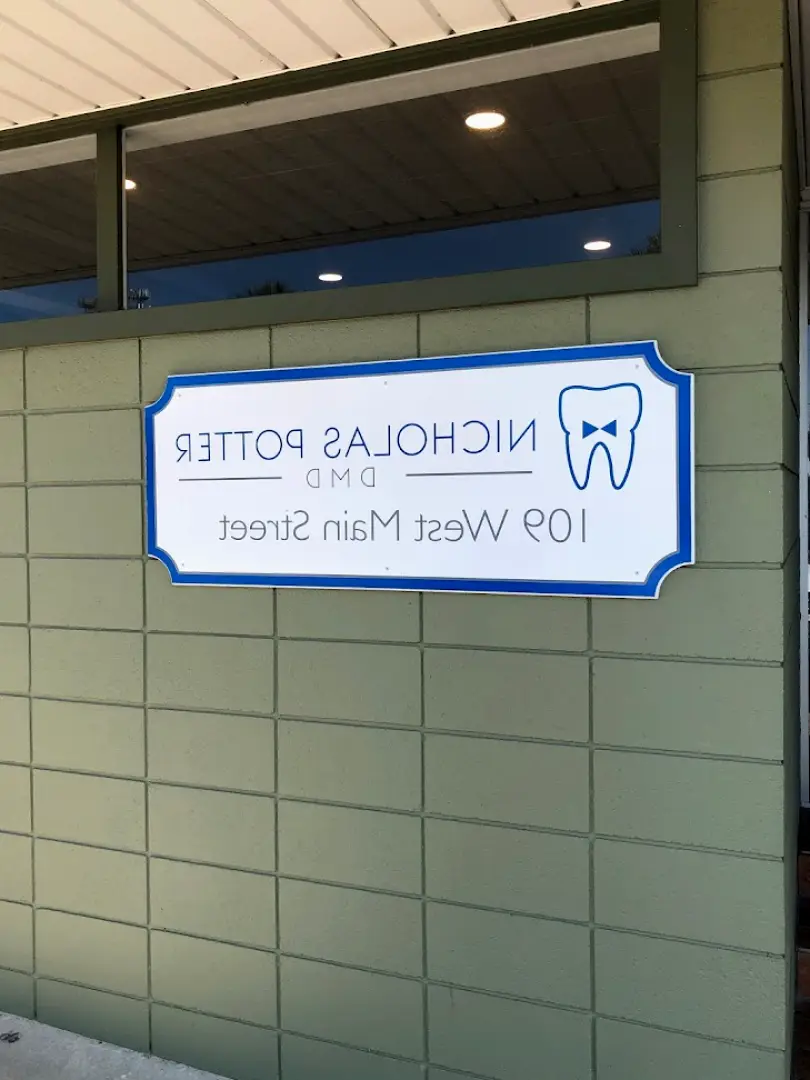 NICHOLAS POTTER
DMD
109 West Main Street